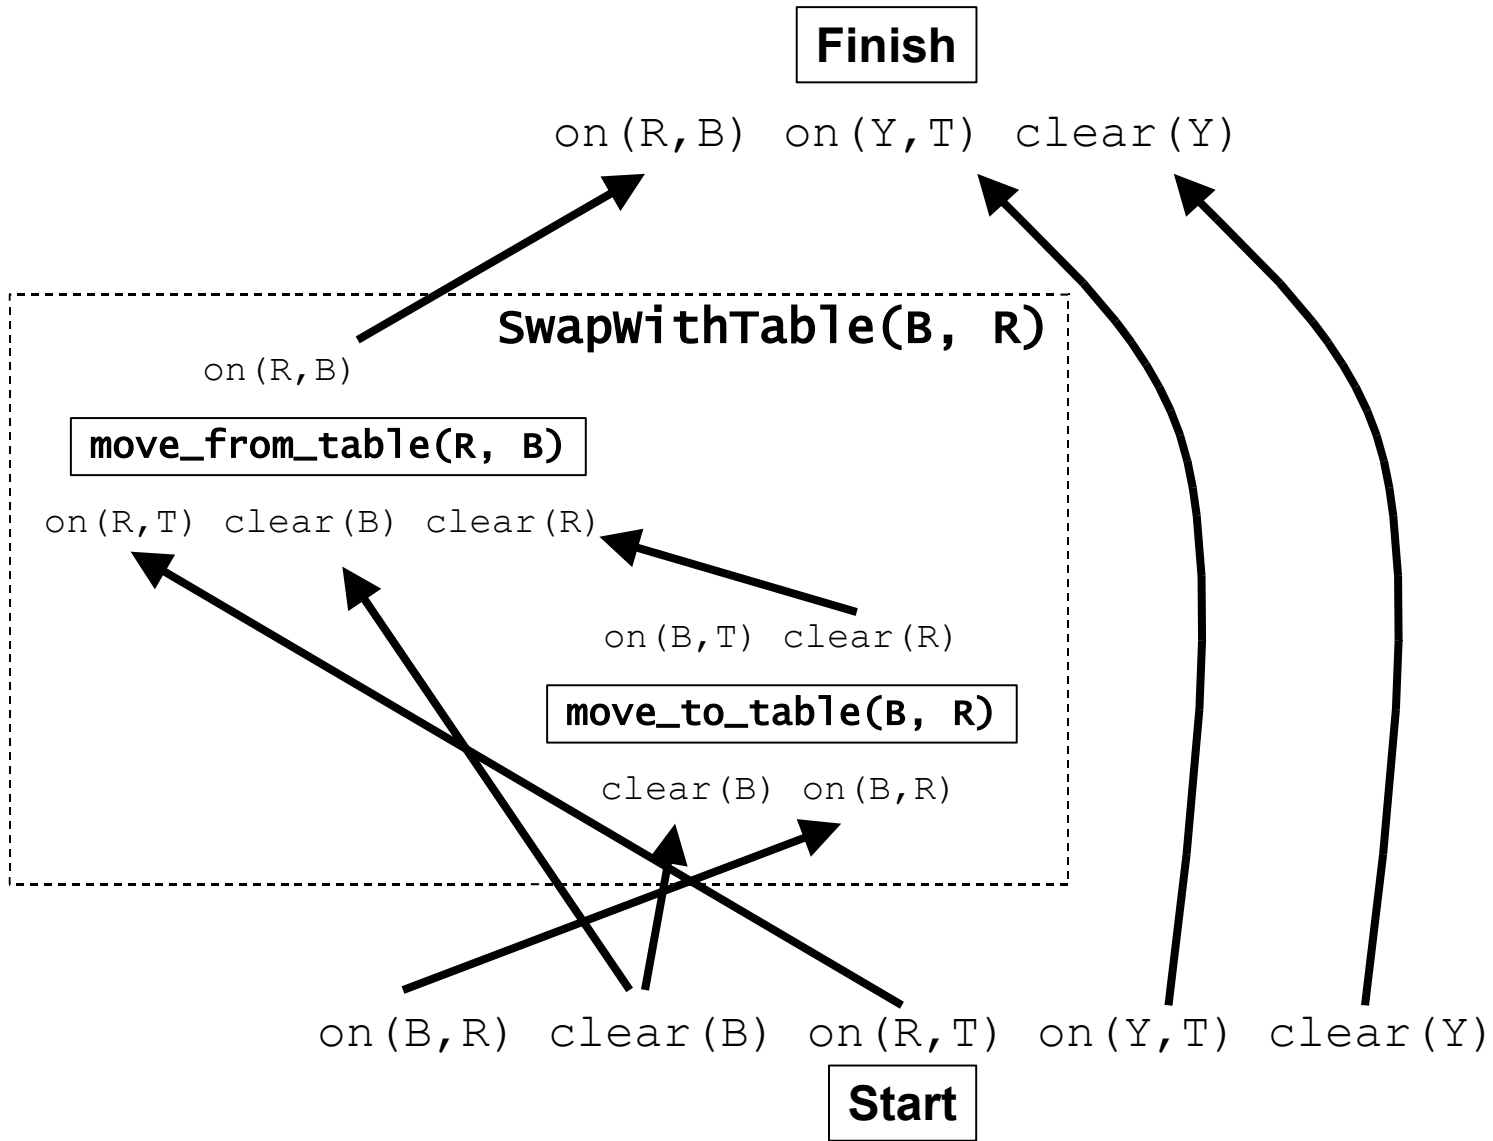 Finish
on(R,B) on(Y,T) clear(Y)
SwapWithTable(B, R)
on(R,B)
move_from_table(R, B)
on(R,T) clear(B) clear(R)
on(B,T) clear(R)
move_to_table(B, R)
clear(B) on(B,R)
on(B,R) clear(B) on(R,T) on(Y,T) clear(Y)
Start